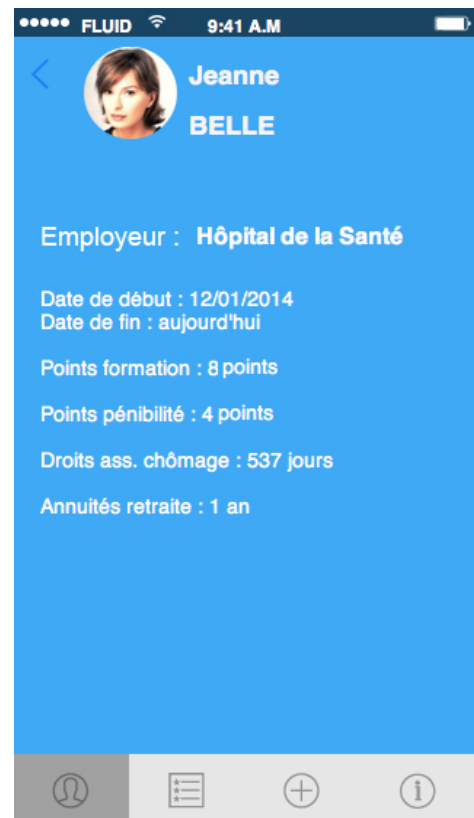 FLUID 9:41 A.M
Jeanne
BELLE
Employeur : Hôpital de la Santé
Date de début : 12/01/2014
Date de fin : aujourd'hui
Points formation : 8 points
Points pénibilité : 4 points
Droits ass. chômage : 537 jours
Annuités retraite : 1 an